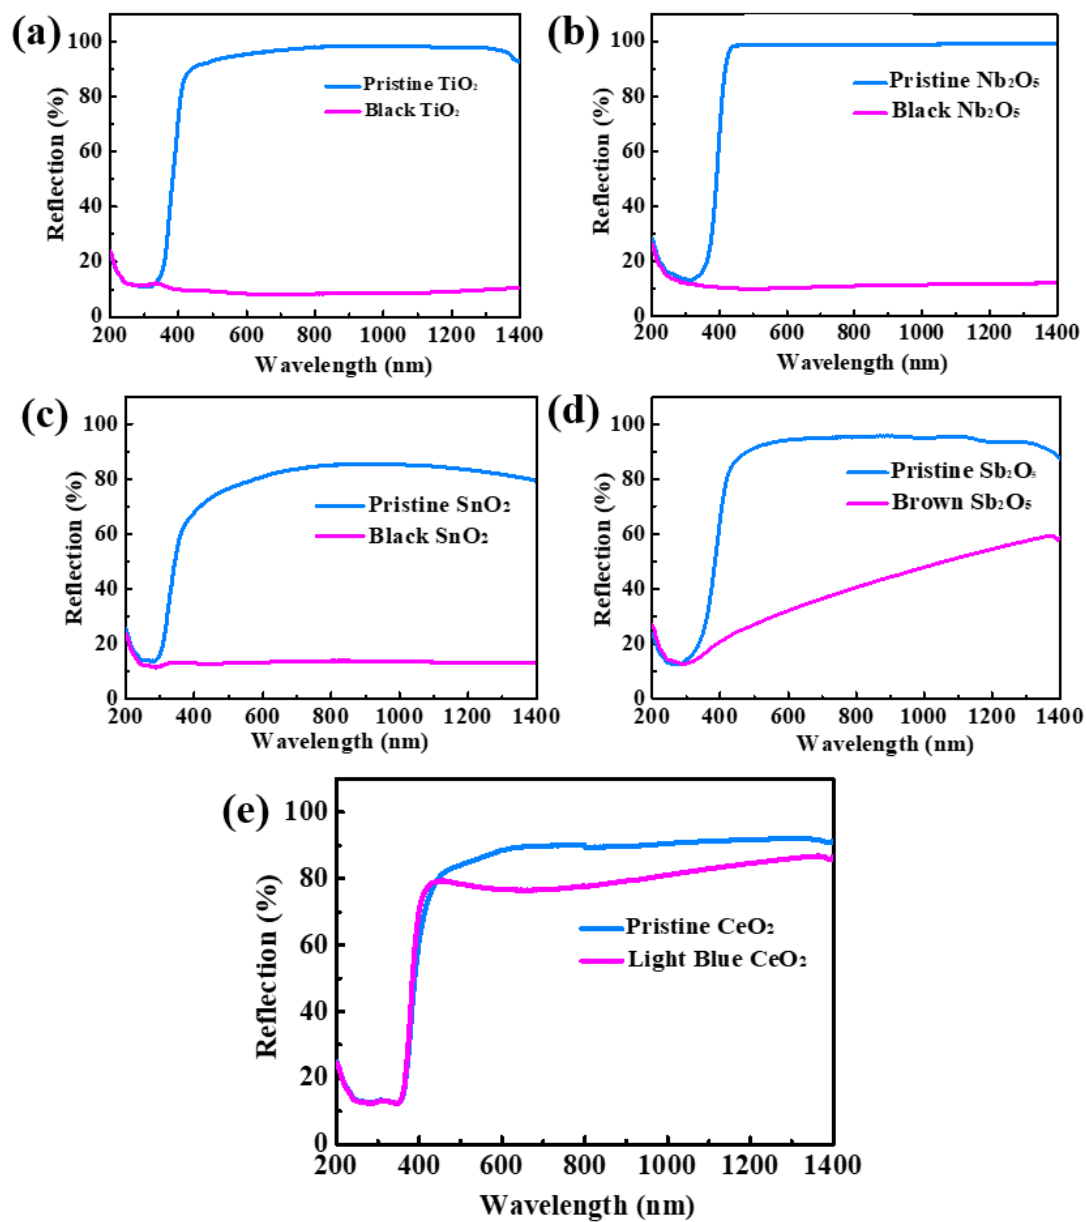 (a)
100
80
60
40
20
0
Reflection (%)
Pristine TiO₂
Black TiO₂
200 400 600 800 1000 1200 1400
Wavelength (nm)
(b)
100
80
60
40
20
0
Reflection (%)
Pristine Nb₂O₅
Black Nb₂O₅
200 400 600 800 1000 1200 1400
Wavelength (nm)
(c)
100
80
60
40
20
0
Reflection (%)
Pristine SnO₂
Black SnO₂
200 400 600 800 1000 1200 1400
Wavelength (nm)
(d)
100
80
60
40
20
0
Reflection (%)
Pristine Sb₂O₅
Brown Sb₂O₅
200 400 600 800 1000 1200 1400
Wavelength (nm)
(e)
100
80
60
40
20
0
Reflection (%)
Pristine CeO₂
Light Blue CeO₂
200 400 600 800 1000 1200 1400
Wavelength (nm)